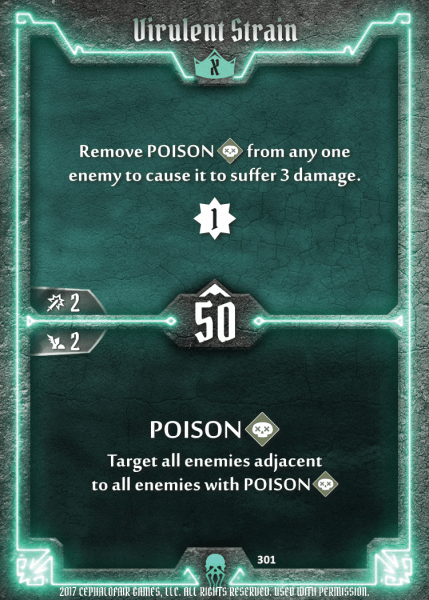 Virulent Strain
X
Remove POISON from any one
enemy to cause it to suffer 3 damage.
1
2
50
2
POISON
Target all enemies adjacent
to all enemies with POISON
301
2017 CEPHALOFAIR GAMES, LLC. ALL RIGHTS RESERVED. USED WITH PERMISSION.